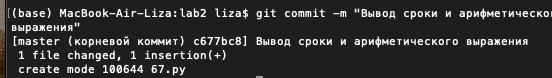 [(base) MacBook-Air-Liza:lab2 liza$ git commit -m "Вывод сроки и арифметическо
выражения"
[master (корневой коммит) c677bc8] Вывод сроки и арифметического выражения
1 file changed, 1 insertion(+)
create mode 100644 67.py